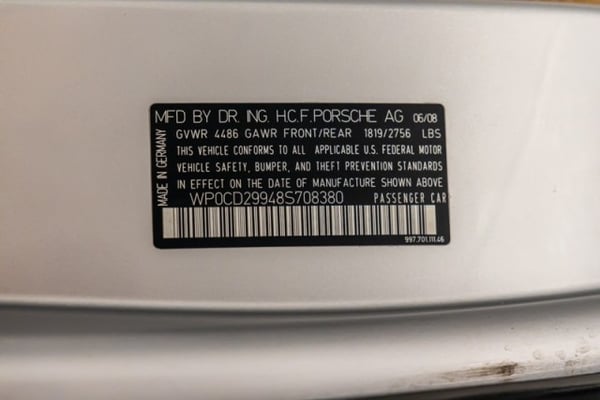 MFD BY DR. ING. H.C.F. PORSCHE AG 06/08
GVWR 4486 GAWR FRONT/REAR 1819/2756 LBS
THIS VEHICLE CONFORMS TO ALL APPLICABLE U.S. FEDERAL MOTOR
VEHICLE SAFETY, BUMPER, AND THEFT PREVENTION STANDARDS
IN EFFECT ON THE DATE OF MANUFACTURE SHOWN ABOVE
WP0CD29948S708380 PASSENGER CAR
997.701.111.46
MADE IN GERMANY